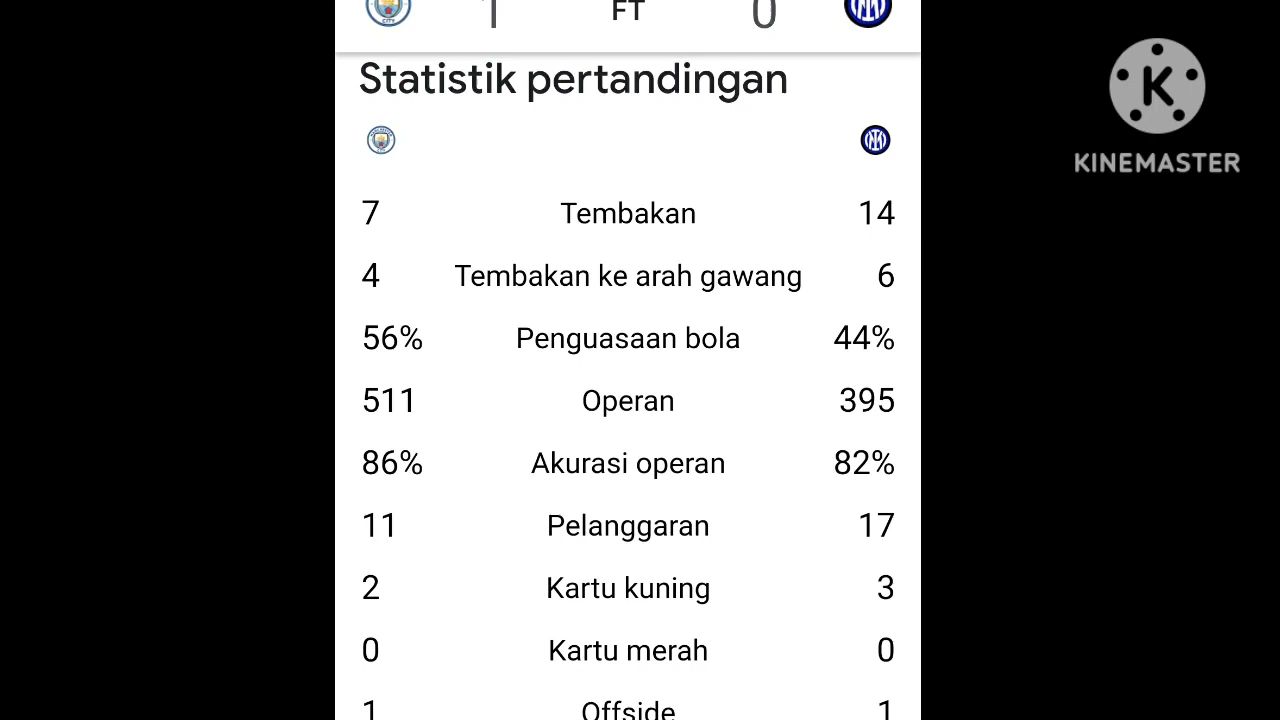 1 FT 0
Statistik pertandingan
7 Tembakan 14
4 Tembakan ke arah gawang 6
56% Penguasaan bola 44%
511 Operan 395
86% Akurasi operan 82%
11 Pelanggaran 17
2 Kartu kuning 3
0 Kartu merah 0
1 Offside 1
K
KINEMASTER